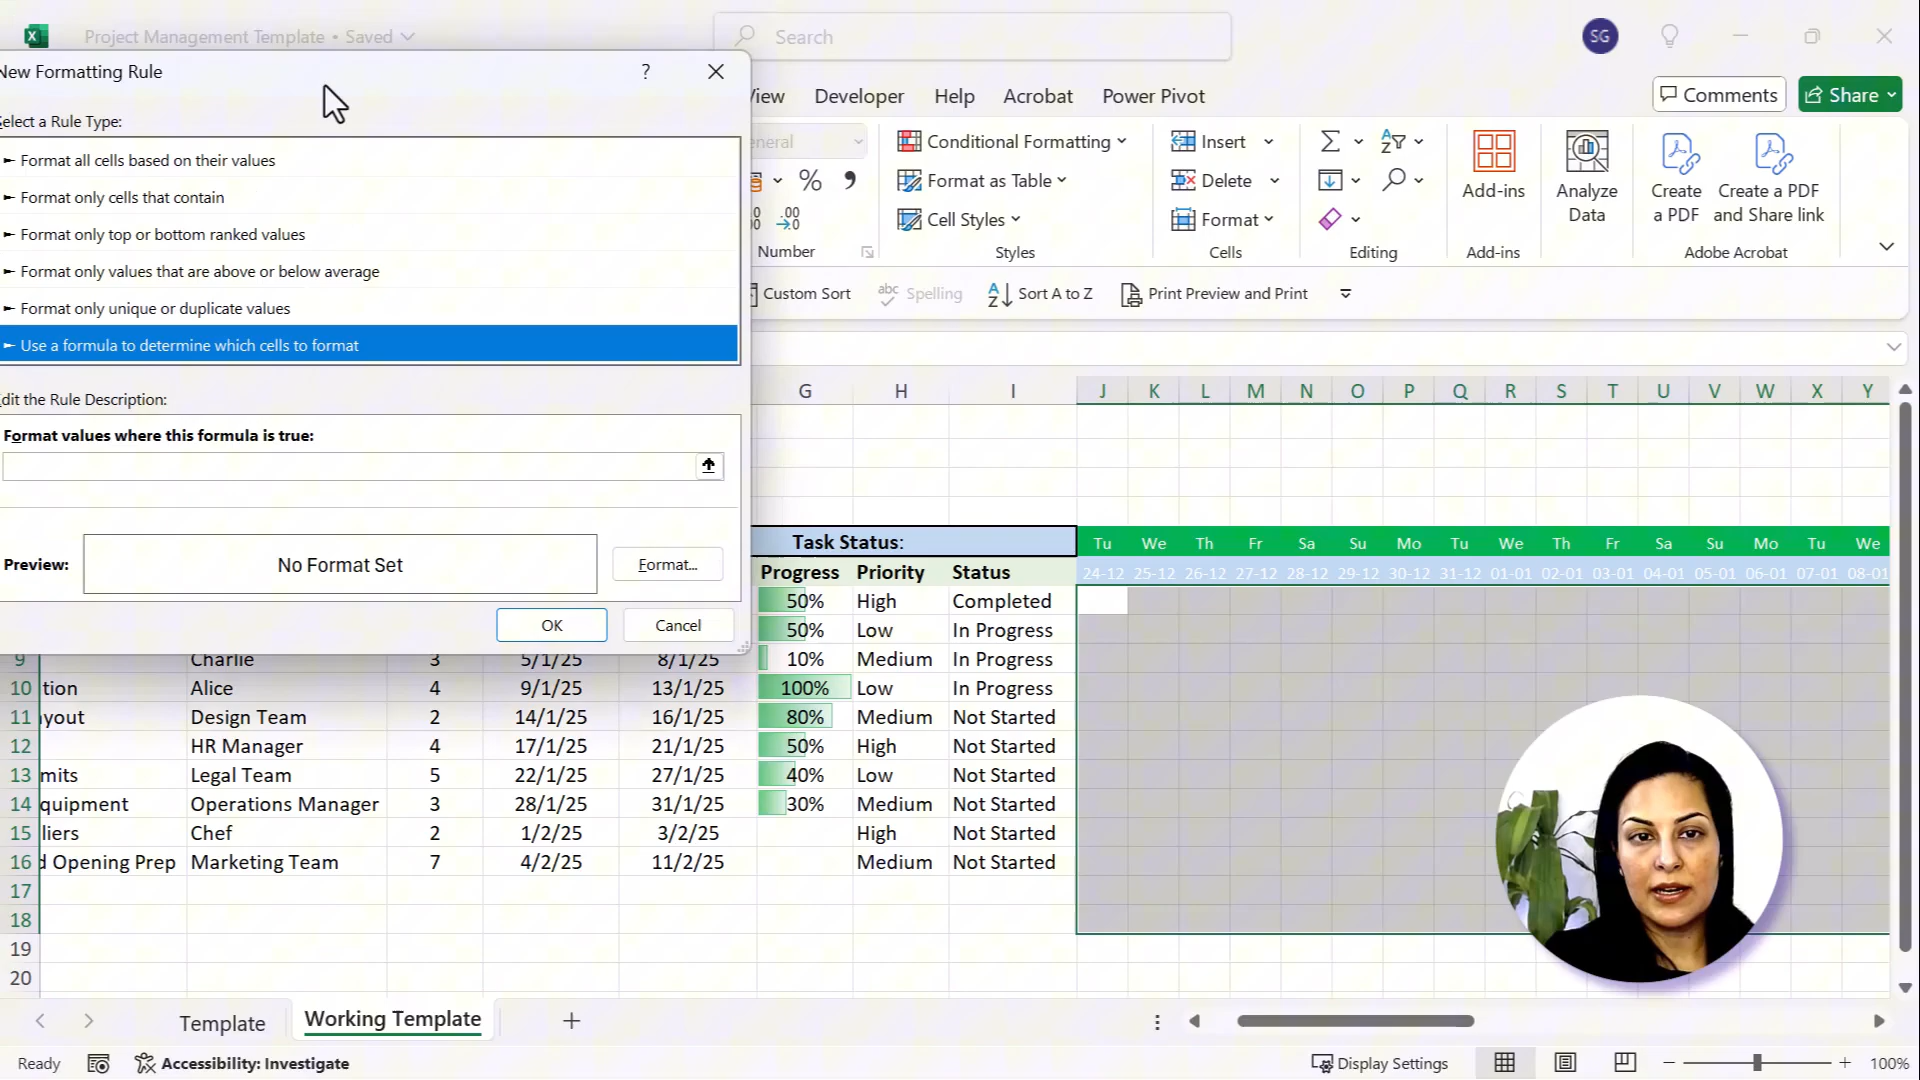 Project Management Template • Saved
Search
SG
New Formatting Rule
?
Select a Rule Type:
► Format all cells based on their values
► Format only cells that contain
► Format only top or bottom ranked values
► Format only values that are above or below average
► Format only unique or duplicate values
► Use a formula to determine which cells to format
Edit the Rule Description:
Format values where this formula is true:
Preview:
No Format Set
Format...
OK
Cancel
View
Developer
Help
Acrobat
Power Pivot
Comments
Share
General
% ,
Number
Conditional Formatting
Format as Table
Cell Styles
Styles
Insert
Delete
Format
Cells
Editing
Add-ins
Add-ins
Analyze
Data
Create
a PDF
Create a PDF
and Share link
Adobe Acrobat
Custom Sort
Spelling
Sort A to Z
Print Preview and Print
G H I J K L M N O P Q R S T U V W X Y
Task Status: Tu We Th Fr Sa Su Mo Tu We Th Fr Sa Su Mo Tu We
Progress Priority Status 24-12 25-12 26-12 27-12 28-12 29-12 30-12 31-12 01-01 02-01 03-01 04-01 05-01 06-01 07-01 08-01
50% High Completed
50% Low In Progress
9 Charlie 3 5/1/25 8/1/25 10% Medium In Progress
10 tion Alice 4 9/1/25 13/1/25 100% Low In Progress
11 yout Design Team 2 14/1/25 16/1/25 80% Medium Not Started
12 HR Manager 4 17/1/25 21/1/25 50% High Not Started
13 mits Legal Team 5 22/1/25 27/1/25 40% Low Not Started
14 quipment Operations Manager 3 28/1/25 31/1/25 30% Medium Not Started
15 liers Chef 2 1/2/25 3/2/25 High Not Started
16 d Opening Prep Marketing Team 7 4/2/25 11/2/25 Medium Not Started
17
18
19
20
Template
Working Template
Ready
Accessibility: Investigate
Display Settings
100%